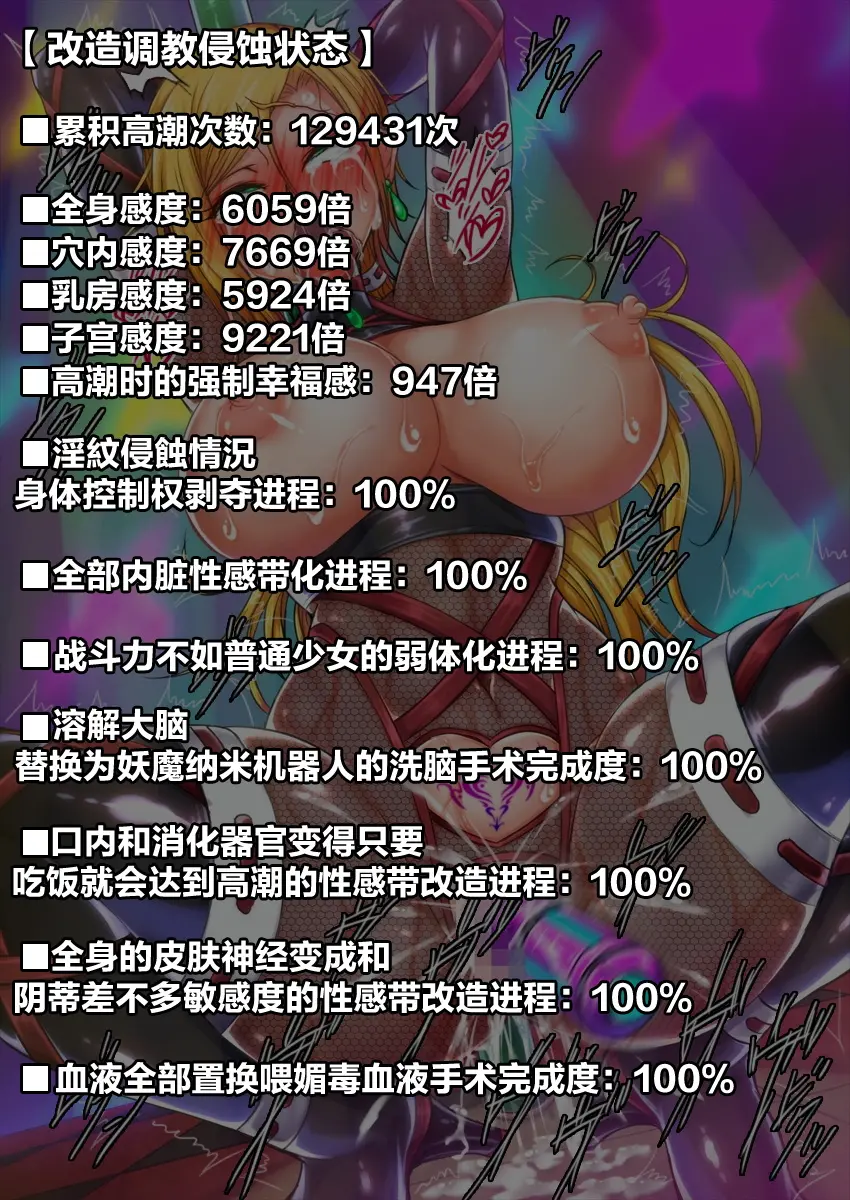 【改造调教侵蚀状态】
■累积高潮次数：129431次
■全身感度：6059倍
■穴内感度：7669倍
■乳房感度：5924倍
■子宫感度：9221倍
■高潮时的强制幸福感：947倍
■淫紋侵蝕情況
身体控制权剥夺进程：100%
■全部内脏性感带化进程：100%
■战斗力不如普通少女的弱体化进程：100%
■溶解大脑
替换为妖魔纳米机器人的洗脑手术完成度：100%
■口内和消化器官变得只要
吃饭就会达到高潮的性感带改造进程：100%
■全身的皮肤神经变成和
阴蒂差不多敏感度的性感带改造进程：100%
■血液全部置换喂媚毒血液手术完成度：100%